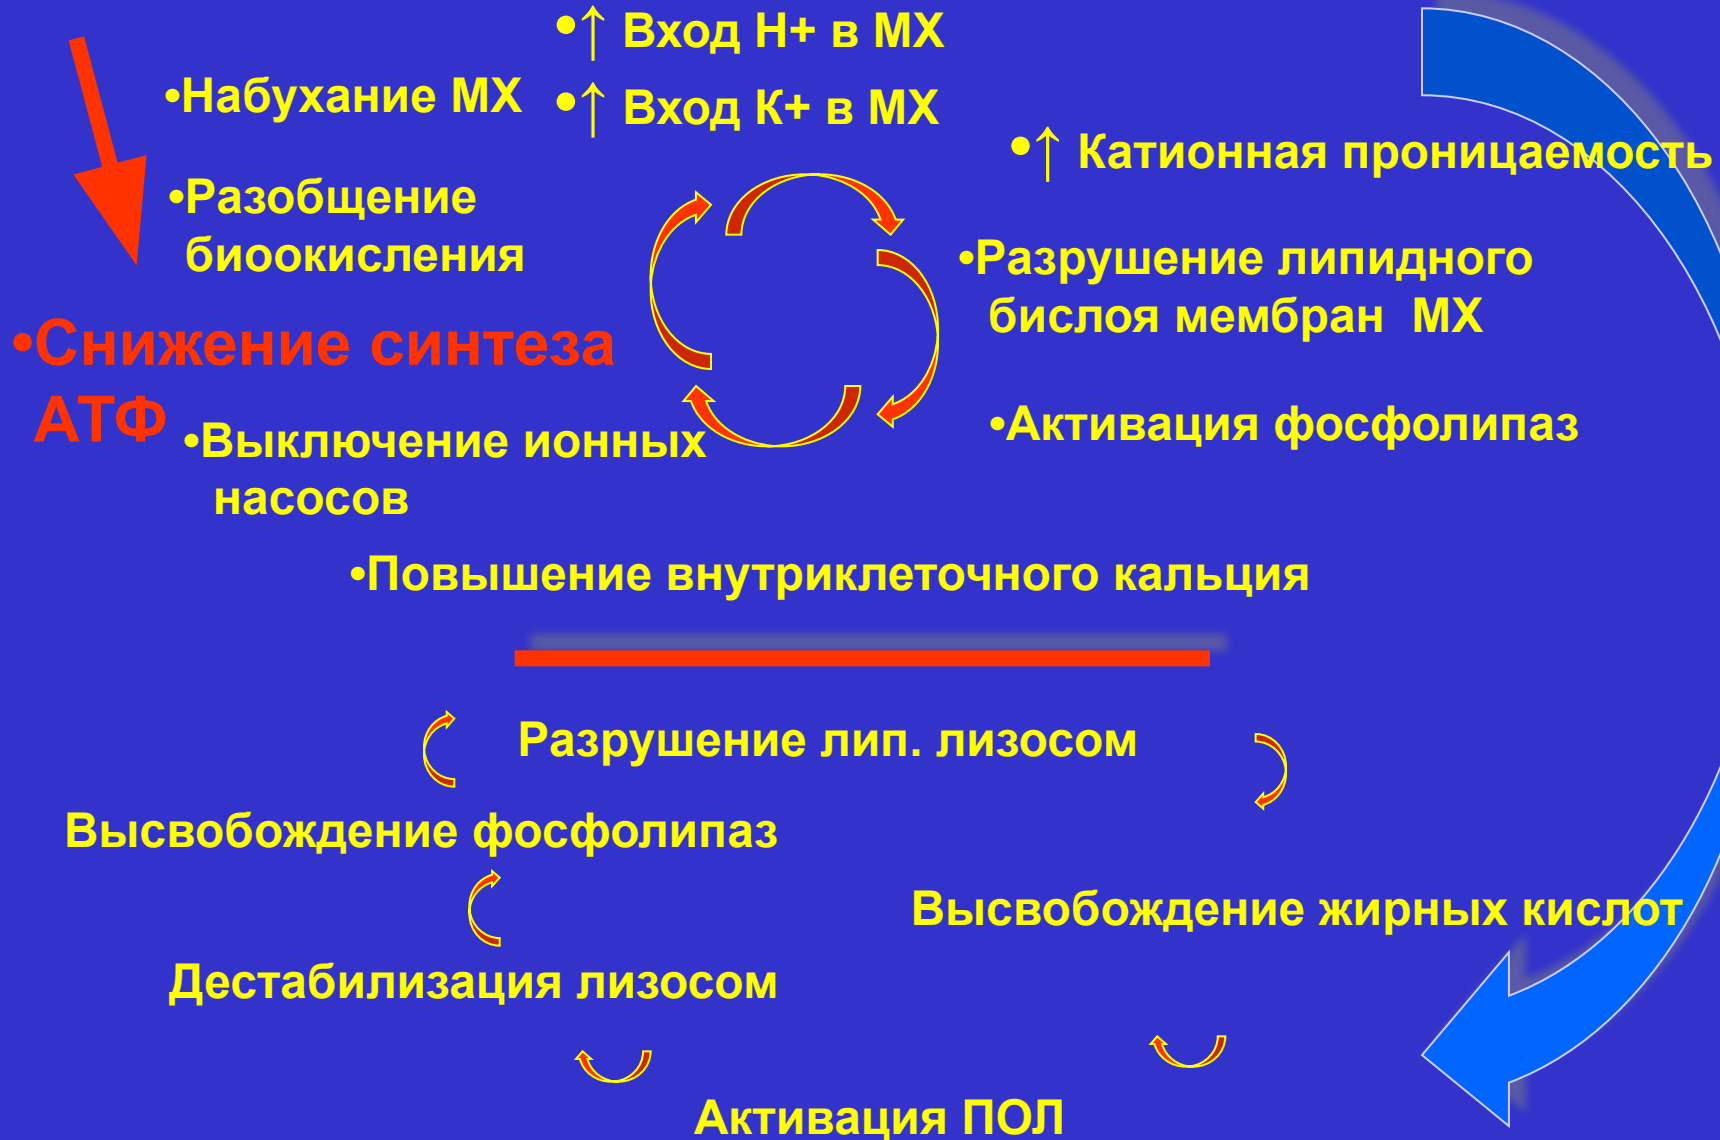 •↑ Вход Н+ в МХ
•Набухание МХ
•↑ Вход К+ в МХ
•↑ Катионная проницаемость
•Разобщение
биоокисления
•Разрушение липидного
бислоя мембран МХ
•Снижение синтеза
АТФ
•Активация фосфолипаз
•Выключение ионных
насосов
•Повышение внутриклеточного кальция
Разрушение лип. лизосом
Высвобождение фосфолипаз
Высвобождение жирных кислот
Дестабилизация лизосом
Активация ПОЛ